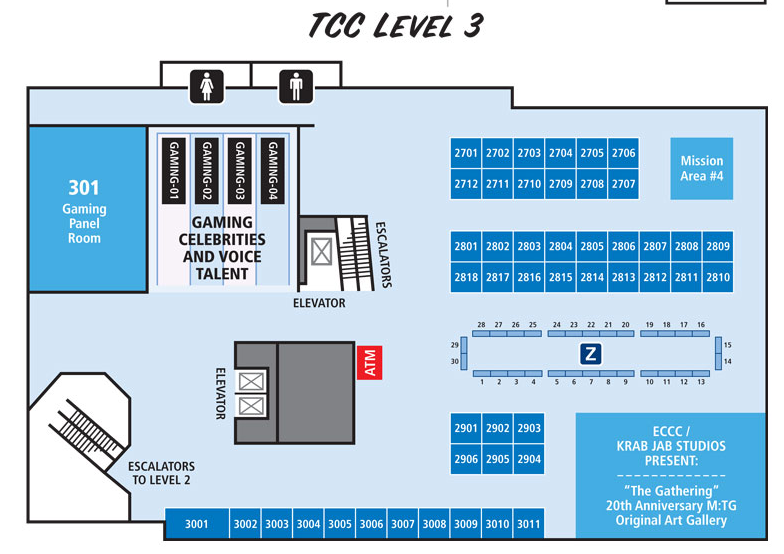 TCC LEVEL 3
301
Gaming
Panel
Room
GAMING-01
GAMING-02
GAMING-03
GAMING-04
GAMING
CELEBRITIES
AND VOICE
TALENT
ESCALATORS
ELEVATOR
2701 2702 2703 2704 2705 2706
2712 2711 2710 2709 2708 2707
Mission
Area #4
2801 2802 2803 2804 2805 2806 2807 2808 2809
2818 2817 2816 2815 2814 2813 2812 2811 2810
28 27 26 25 24 23 22 21 20 19 18 17 16
29
30
Z
15
14
1 2 3 4 5 6 7 8 9 10 11 12 13
ELEVATOR
ATM
ESCALATORS
TO LEVEL 2
2901 2902 2903
2906 2905 2904
ECCC /
KRAB JAB STUDIOS
PRESENT:
"The Gathering"
20th Anniversary M:TG
Original Art Gallery
3001 3002 3003 3004 3005 3006 3007 3008 3009 3010 3011